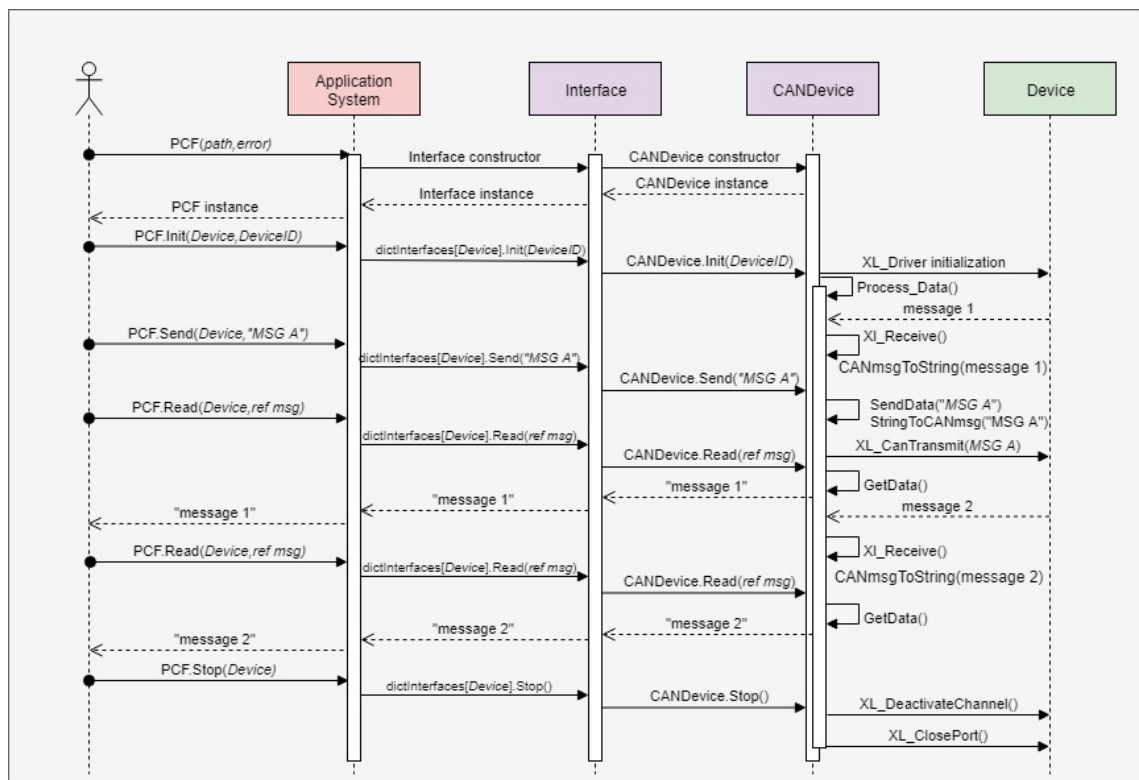 Application
System
Interface
CANDevice
Device
PCF(path,error)
Interface constructor
CANDevice constructor
CANDevice instance
Interface instance
PCF instance
PCF.Init(Device,DeviceID)
dictInterfaces[Device].Init(DeviceID)
CANDevice.Init(DeviceID)
XL_Driver initialization
Process_Data()
message 1
PCF.Send(Device,"MSG A")
Xl_Receive()
dictInterfaces[Device].Send("MSG A")
CANmsgToString(message 1)
CANDevice.Send("MSG A")
PCF.Read(Device,ref msg)
SendData("MSG A")
StringToCANmsg("MSG A")
dictInterfaces[Device].Read(ref msg)
XL_CanTransmit(MSG A)
CANDevice.Read(ref msg)
GetData()
"message 1"
"message 1"
message 2
"message 1"
PCF.Read(Device,ref msg)
Xl_Receive()
dictInterfaces[Device].Read(ref msg)
CANmsgToString(message 2)
CANDevice.Read(ref msg)
GetData()
"message 2"
"message 2"
"message 2"
PCF.Stop(Device)
dictInterfaces[Device].Stop()
CANDevice.Stop()
XL_DeactivateChannel()
XL_ClosePort()